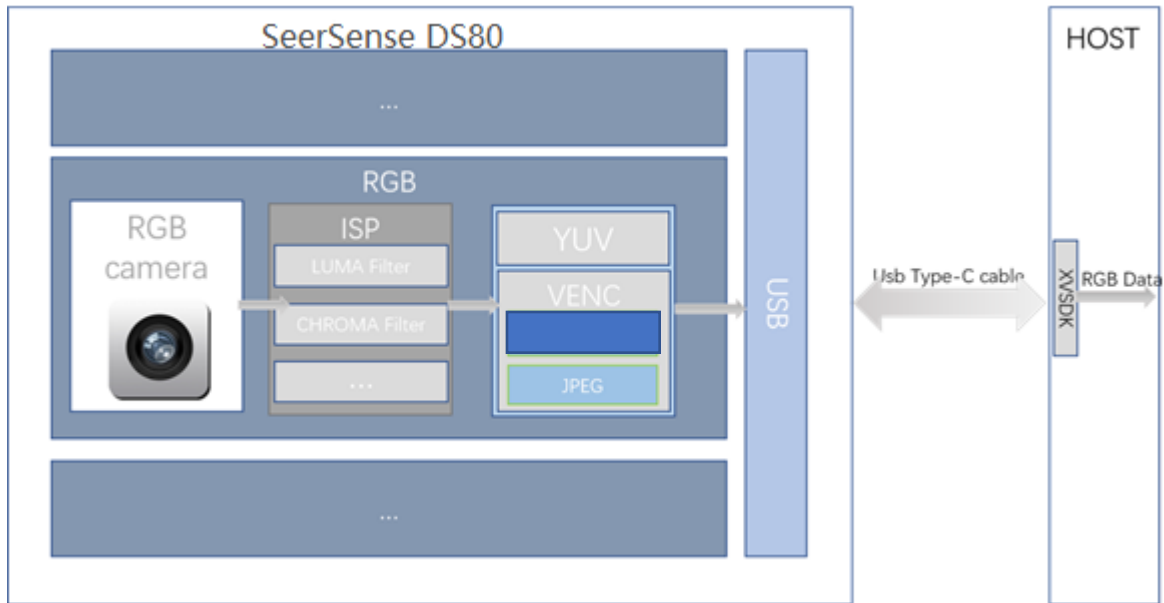 SeerSense DS80
HOST
...
RGB
RGB
camera
ISP
LUMA Filter
CHROMA Filter
...
YUV
VENC
JPEG
USB
Usb Type-C cable
XVSDK
RGB Data
...